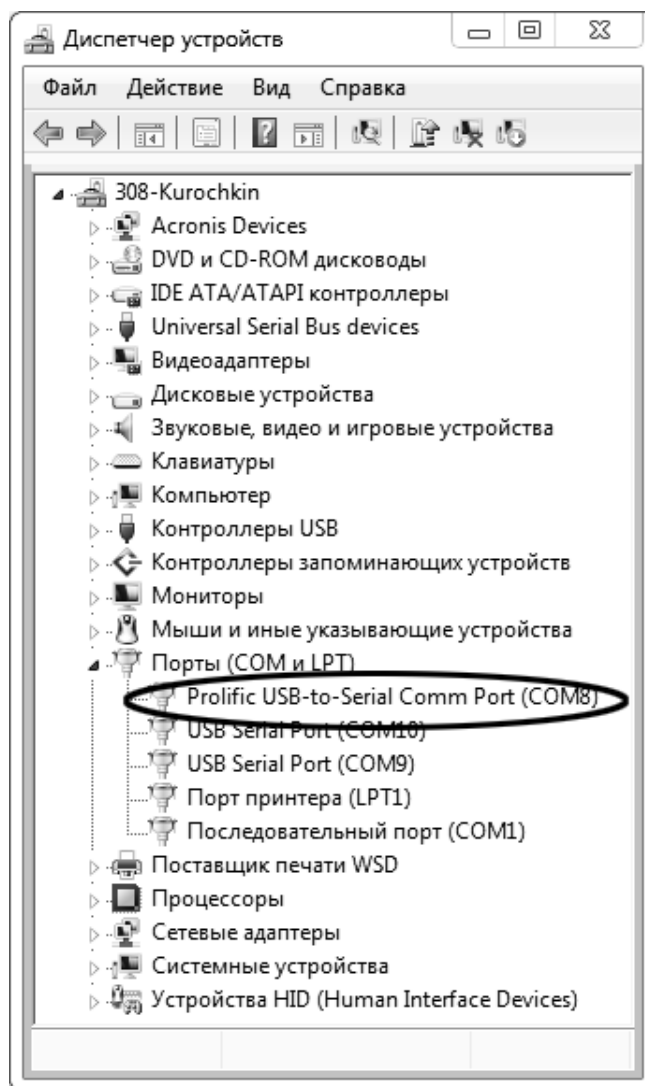 Диспетчер устройств
Файл Действие Вид Справка
308-Kurochkin
Acronis Devices
DVD и CD-ROM дисководы
IDE ATA/ATAPI контроллеры
Universal Serial Bus devices
Видеоадаптеры
Дисковые устройства
Звуковые, видео и игровые устройства
Клавиатуры
Компьютер
Контроллеры USB
Контроллеры запоминающих устройств
Мониторы
Мыши и иные указывающие устройства
Порты (COM и LPT)
Prolific USB-to-Serial Comm Port (COM8)
USB Serial Port (COM10)
USB Serial Port (COM9)
Порт принтера (LPT1)
Последовательный порт (COM1)
Поставщик печати WSD
Процессоры
Сетевые адаптеры
Системные устройства
Устройства HID (Human Interface Devices)